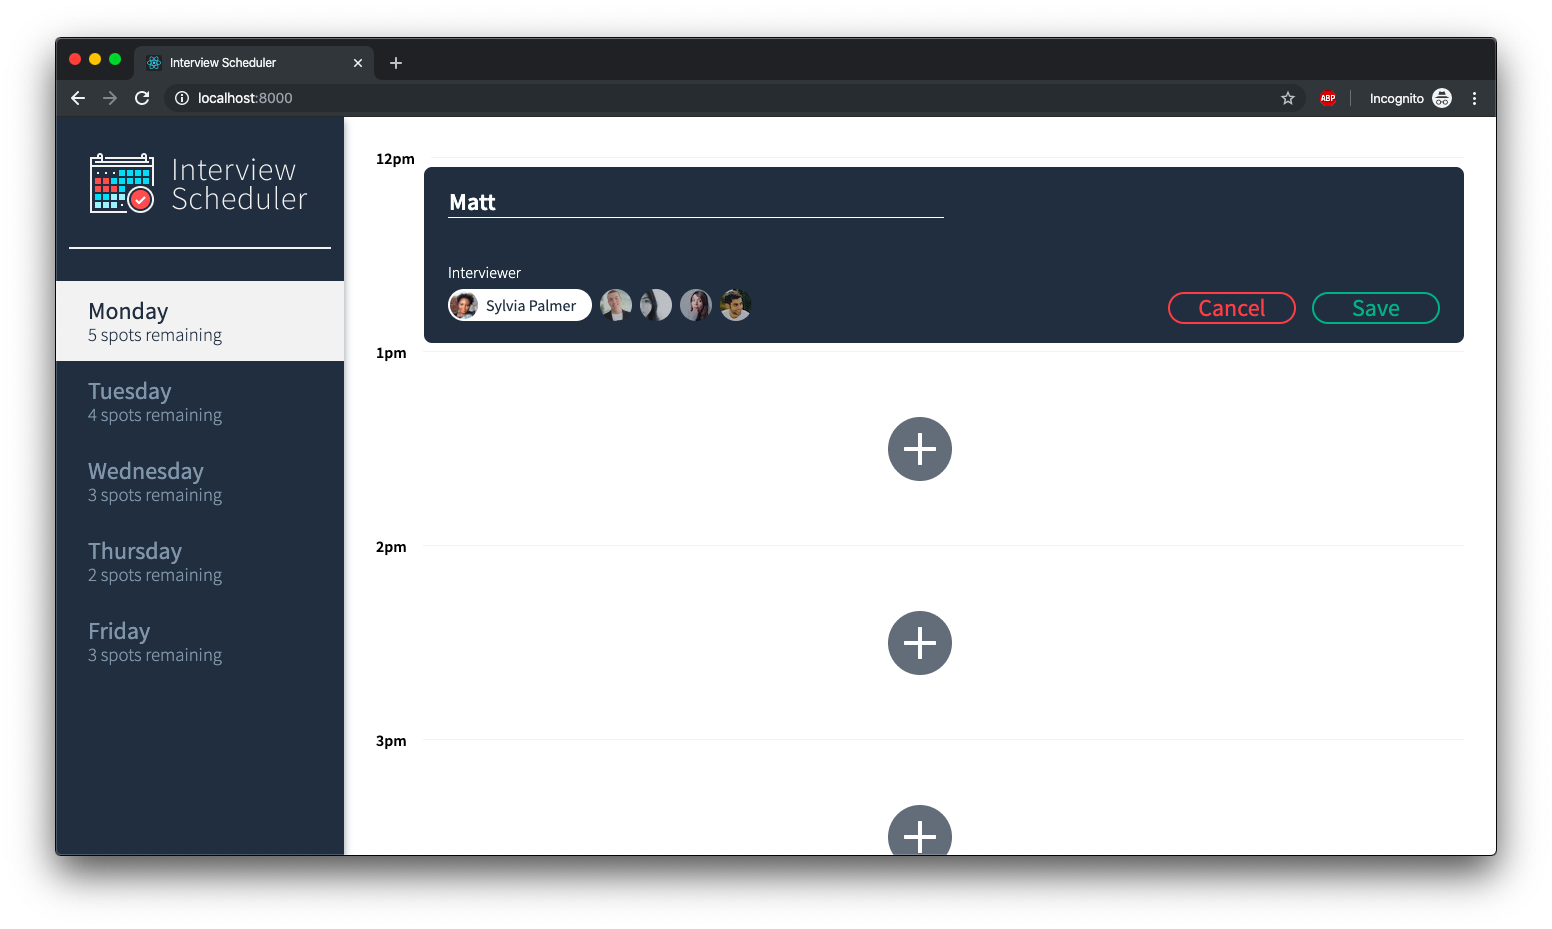 Interview Scheduler
localhost:8000
ABP
Incognito
Interview
Scheduler
Monday
5 spots remaining
Tuesday
4 spots remaining
Wednesday
3 spots remaining
Thursday
2 spots remaining
Friday
3 spots remaining
12pm
Matt
Interviewer
Sylvia Palmer
Cancel
Save
1pm
2pm
3pm